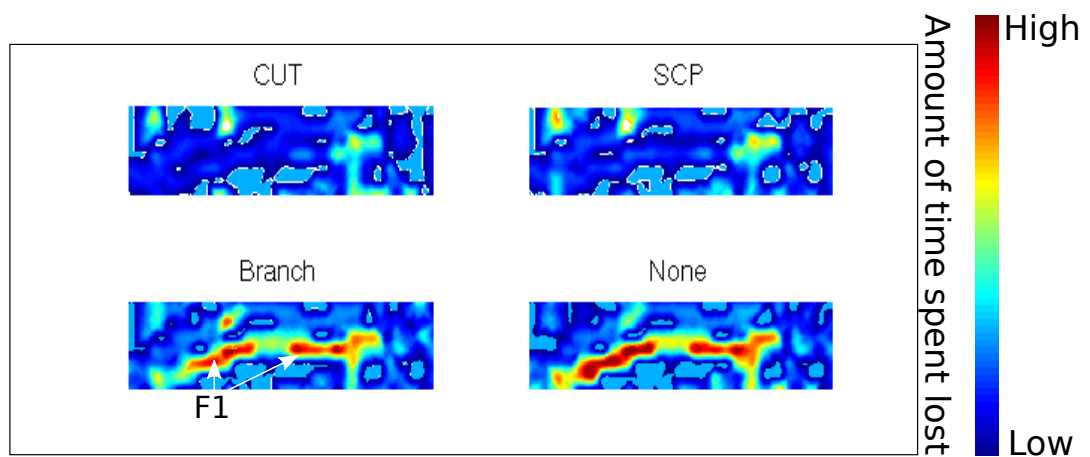 CUT
SCP
Branch
None
F1
Amount of time spent lost
High
Low